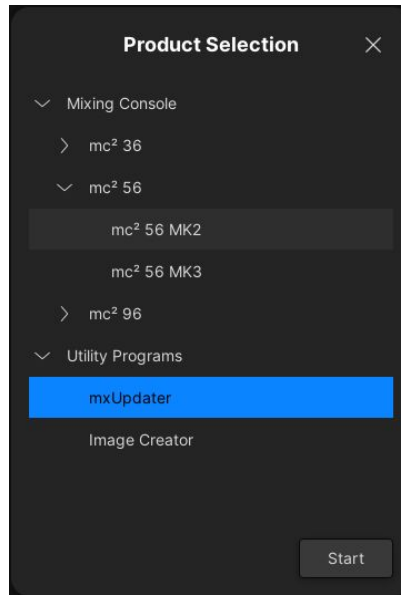 Product Selection
Mixing Console
mc² 36
mc² 56
mc² 56 MK2
mc² 56 MK3
mc² 96
Utility Programs
mxUpdater
Image Creator
Start